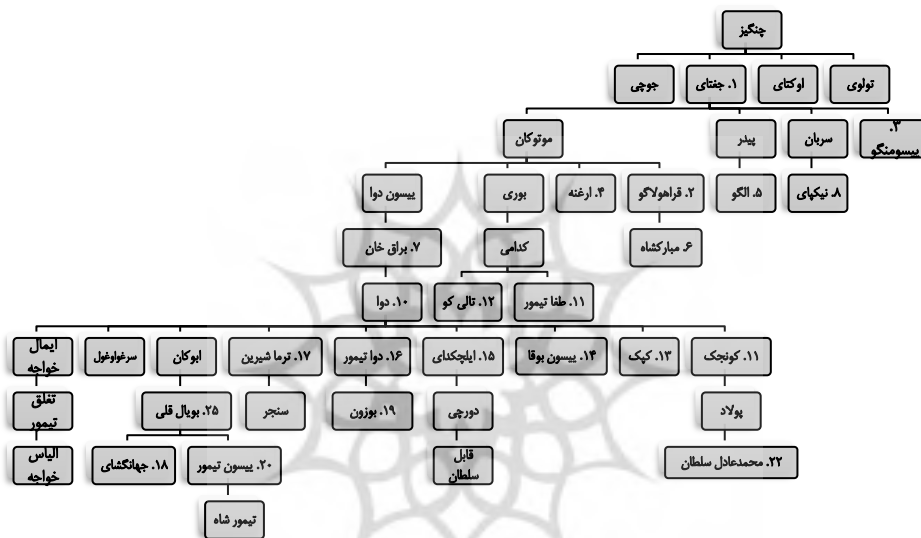 چنگیز
تولوی
اوکتای
۱. جغتای
جوچی
۳.
ییسومنگو
سربان
پیدر
موتوکان
۸. نیکپای
۵. الگو
۲. قراهولاگو
۴. ارغنه
بوری
ییسون دوا
۶. مبارکشاه
کدامی
۷. براق خان
۱۱. طغا تیمور
۱۲. تالی کو
۱۰. دوا
۱۱. کونجک
۱۳. کپک
۱۴. ییسون بوقا
۱۵. ایلچکدای
۱۶. دوا تیمور
۱۷. ترما شیرین
ابوکان
سرغواوغول
ایمال
خواجه
پولاد
دورچی
۱۹. بوزون
سنجر
۲۵. بویال قلی
تغلق
تیمور
۲۲. محمدعادل سلطان
قابل
سلطان
۲۰. ییسون تیمور
۱۸. جهانگشای
الیاس
خواجه
تیمور شاه